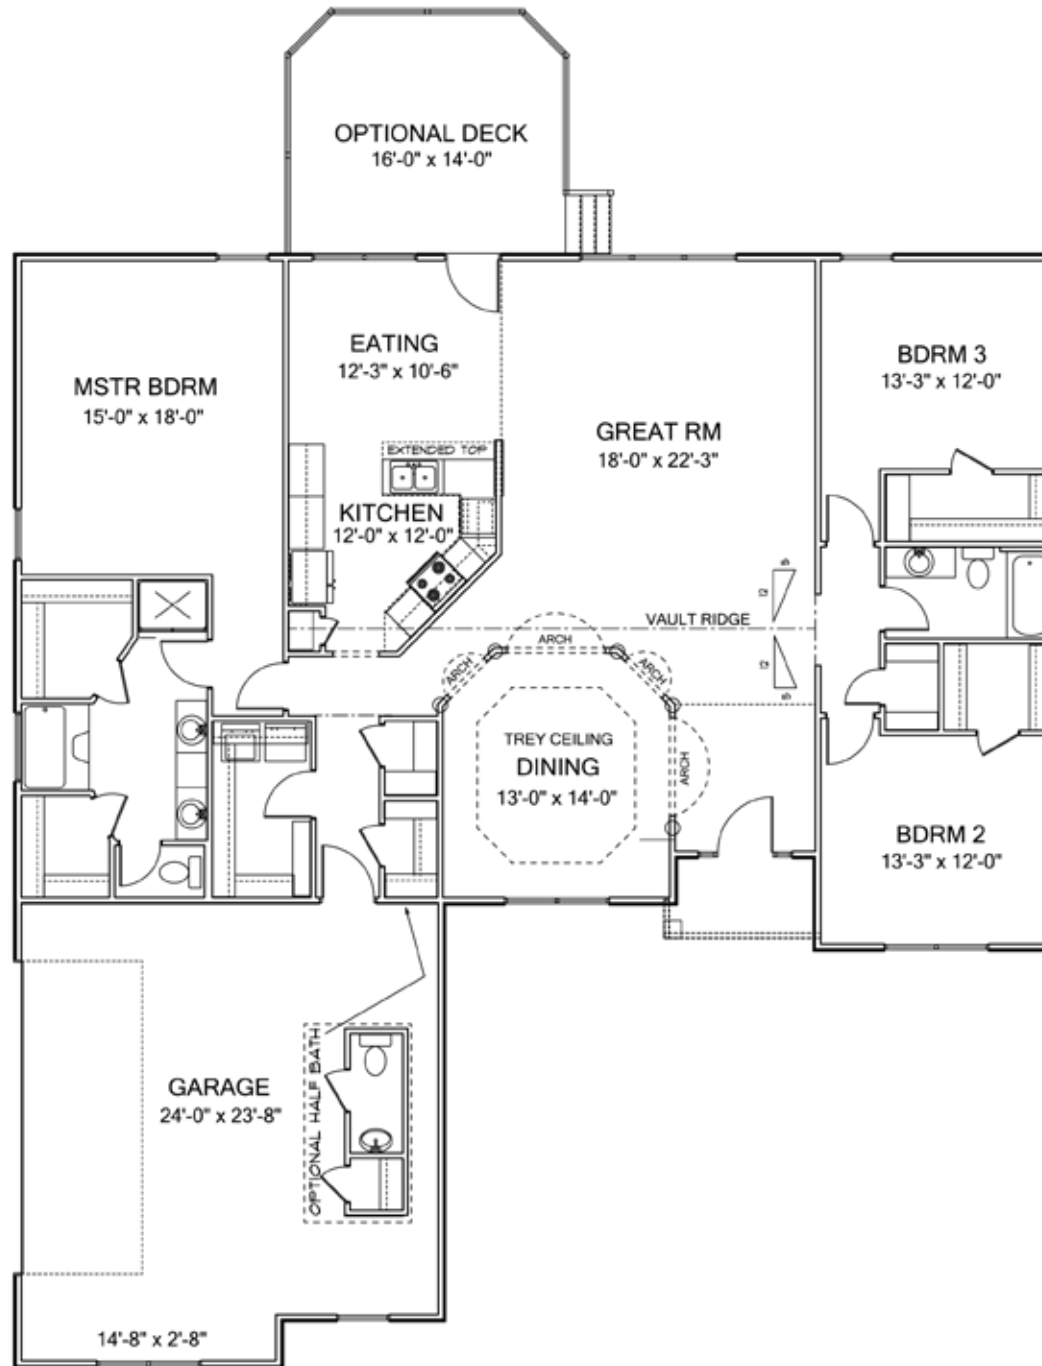 OPTIONAL DECK
16'-0" x 14'-0"
EATING
12'-3" x 10'-6"
BDRM 3
13'-3" x 12'-0"
MSTR BDRM
15'-0" x 18'-0"
GREAT RM
18'-0" x 22'-3"
EXTENDED TOP
KITCHEN
12'-0" x 12'-0"
12
VAULT RIDGE
12
ARCH
ARCH
ARCH
ARCH
TREY CEILING
DINING
13'-0" x 14'-0"
BDRM 2
13'-3" x 12'-0"
OPTIONAL HALF BATH
GARAGE
24'-0" x 23'-8"
14'-8" x 2'-8"